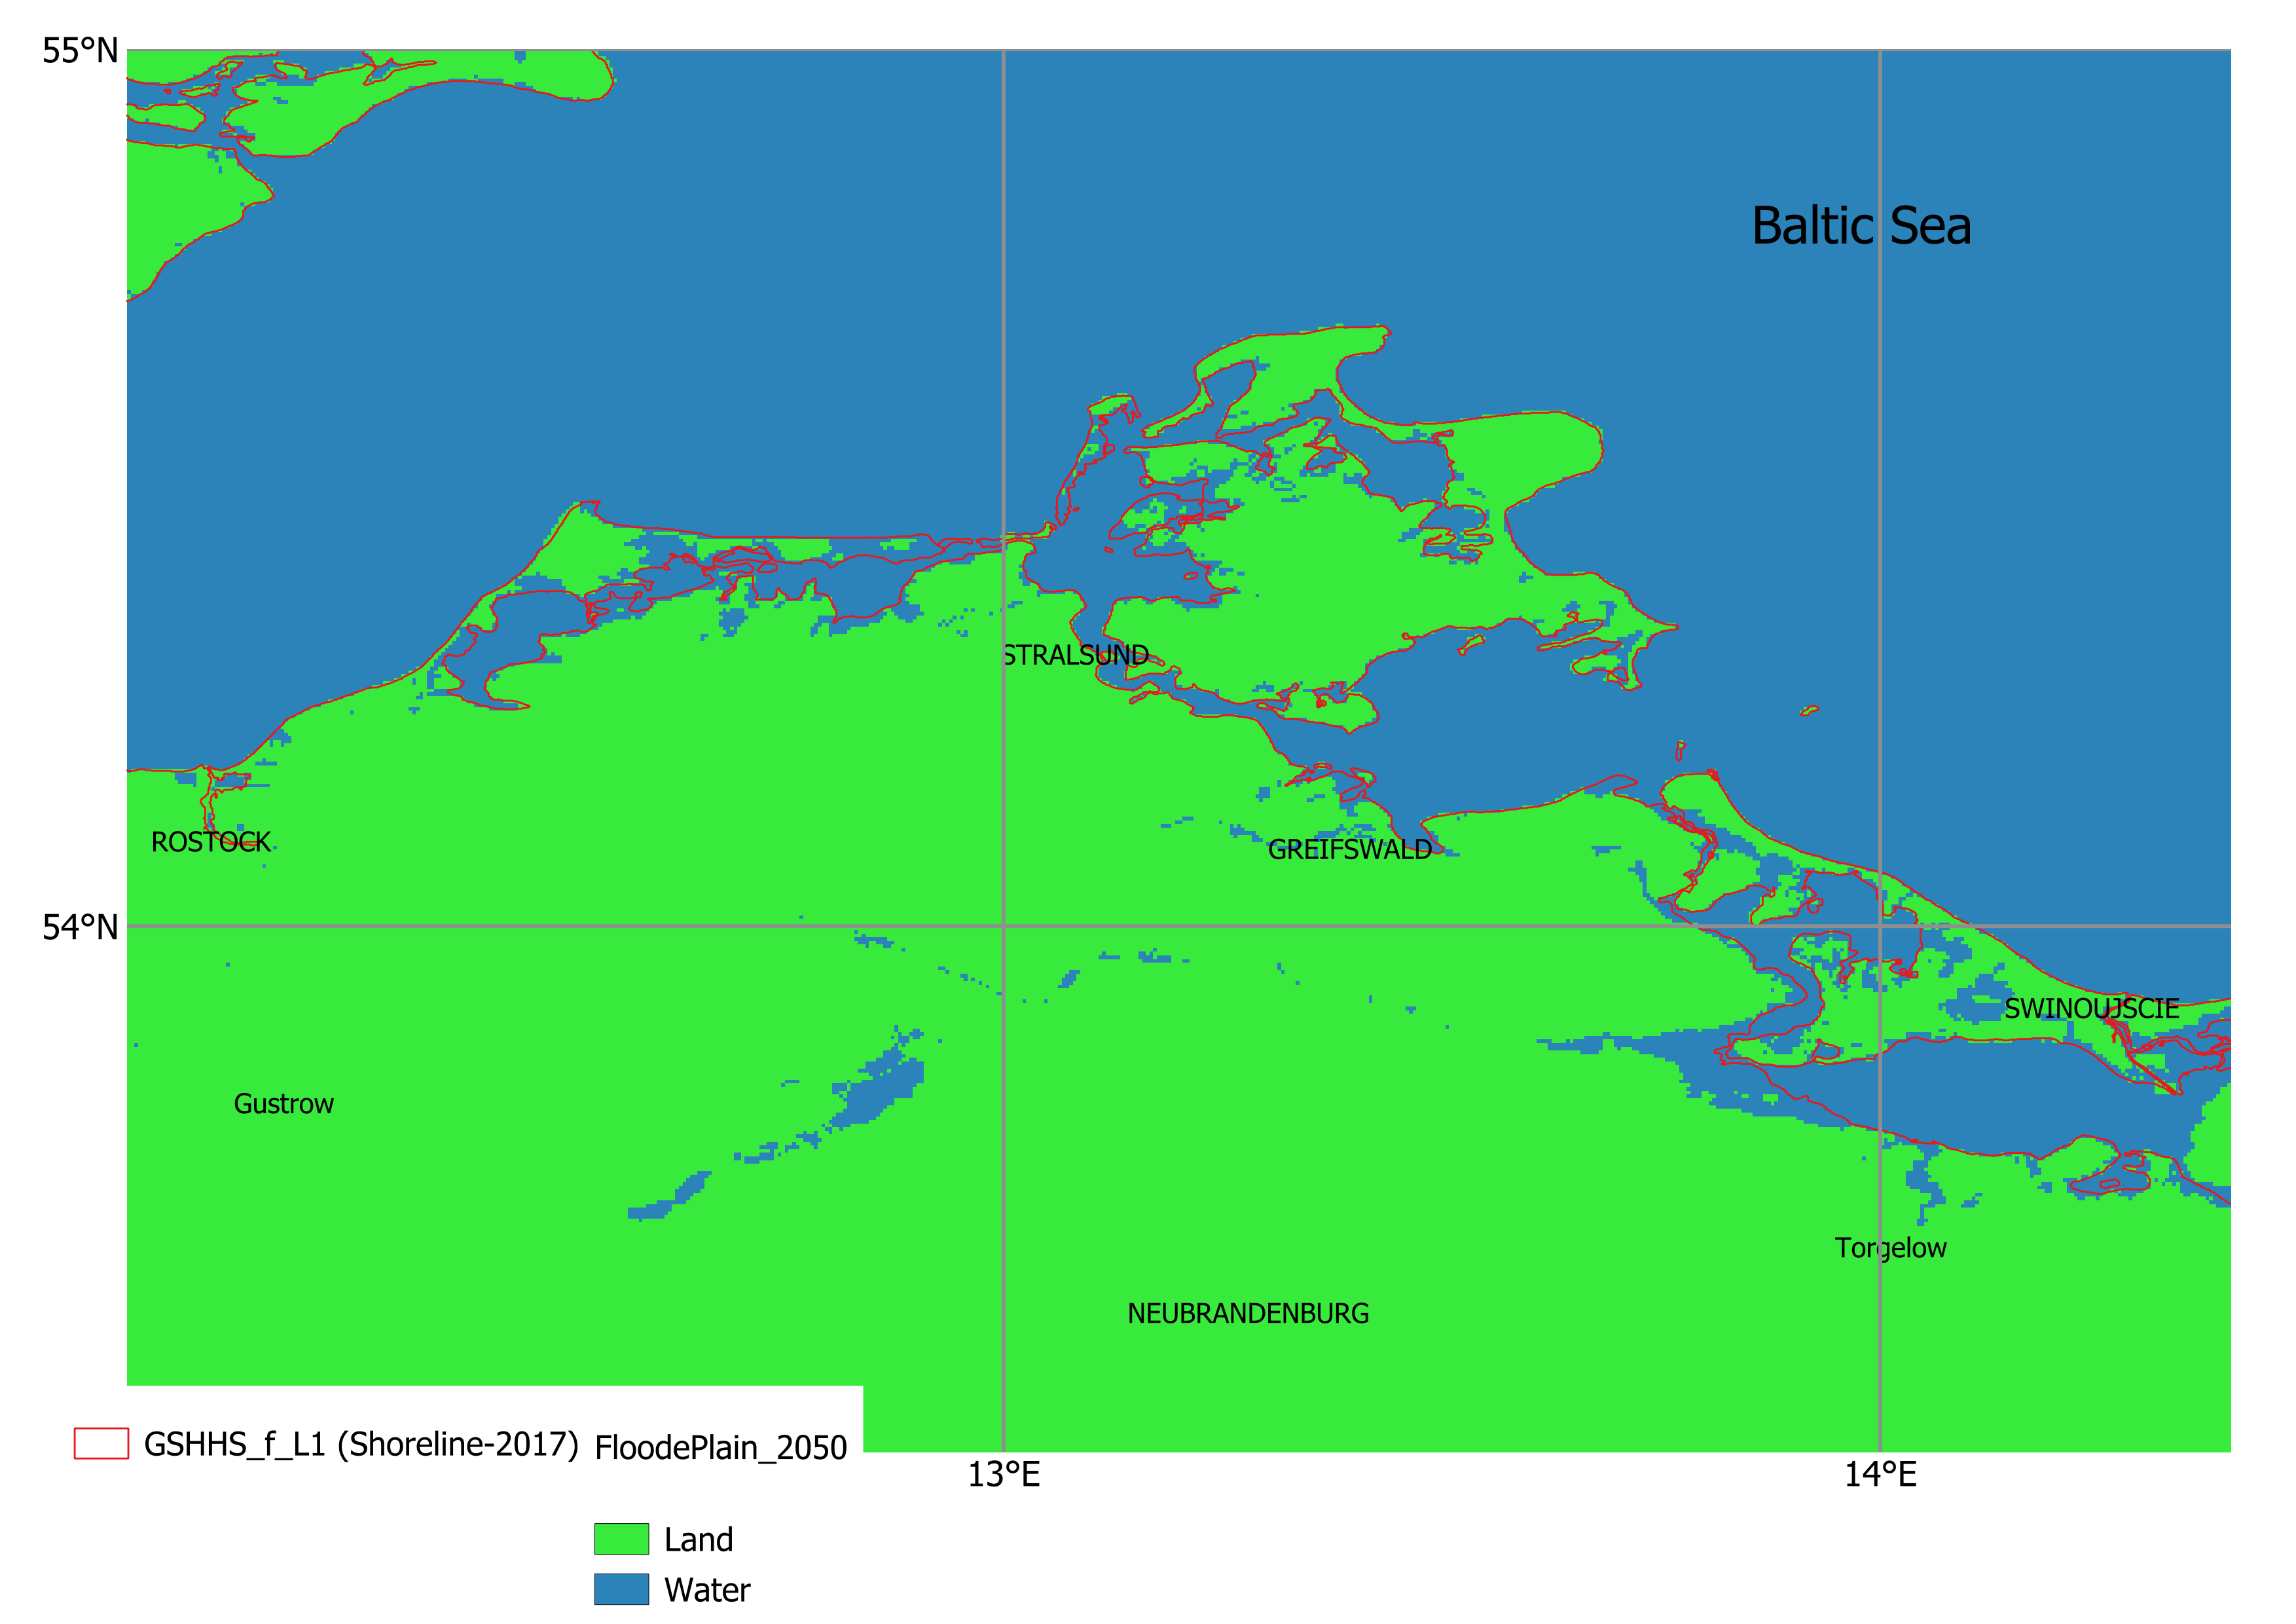 55°N
Baltic Sea
STRALSUND
ROSTOCK
GREIFSWALD
54°N
SWINOUJSCIE
Gustrow
Torgelow
NEUBRANDENBURG
GSHHS_f_L1 (Shoreline-2017) FloodePlain_2050
13°E 14°E
Land
Water